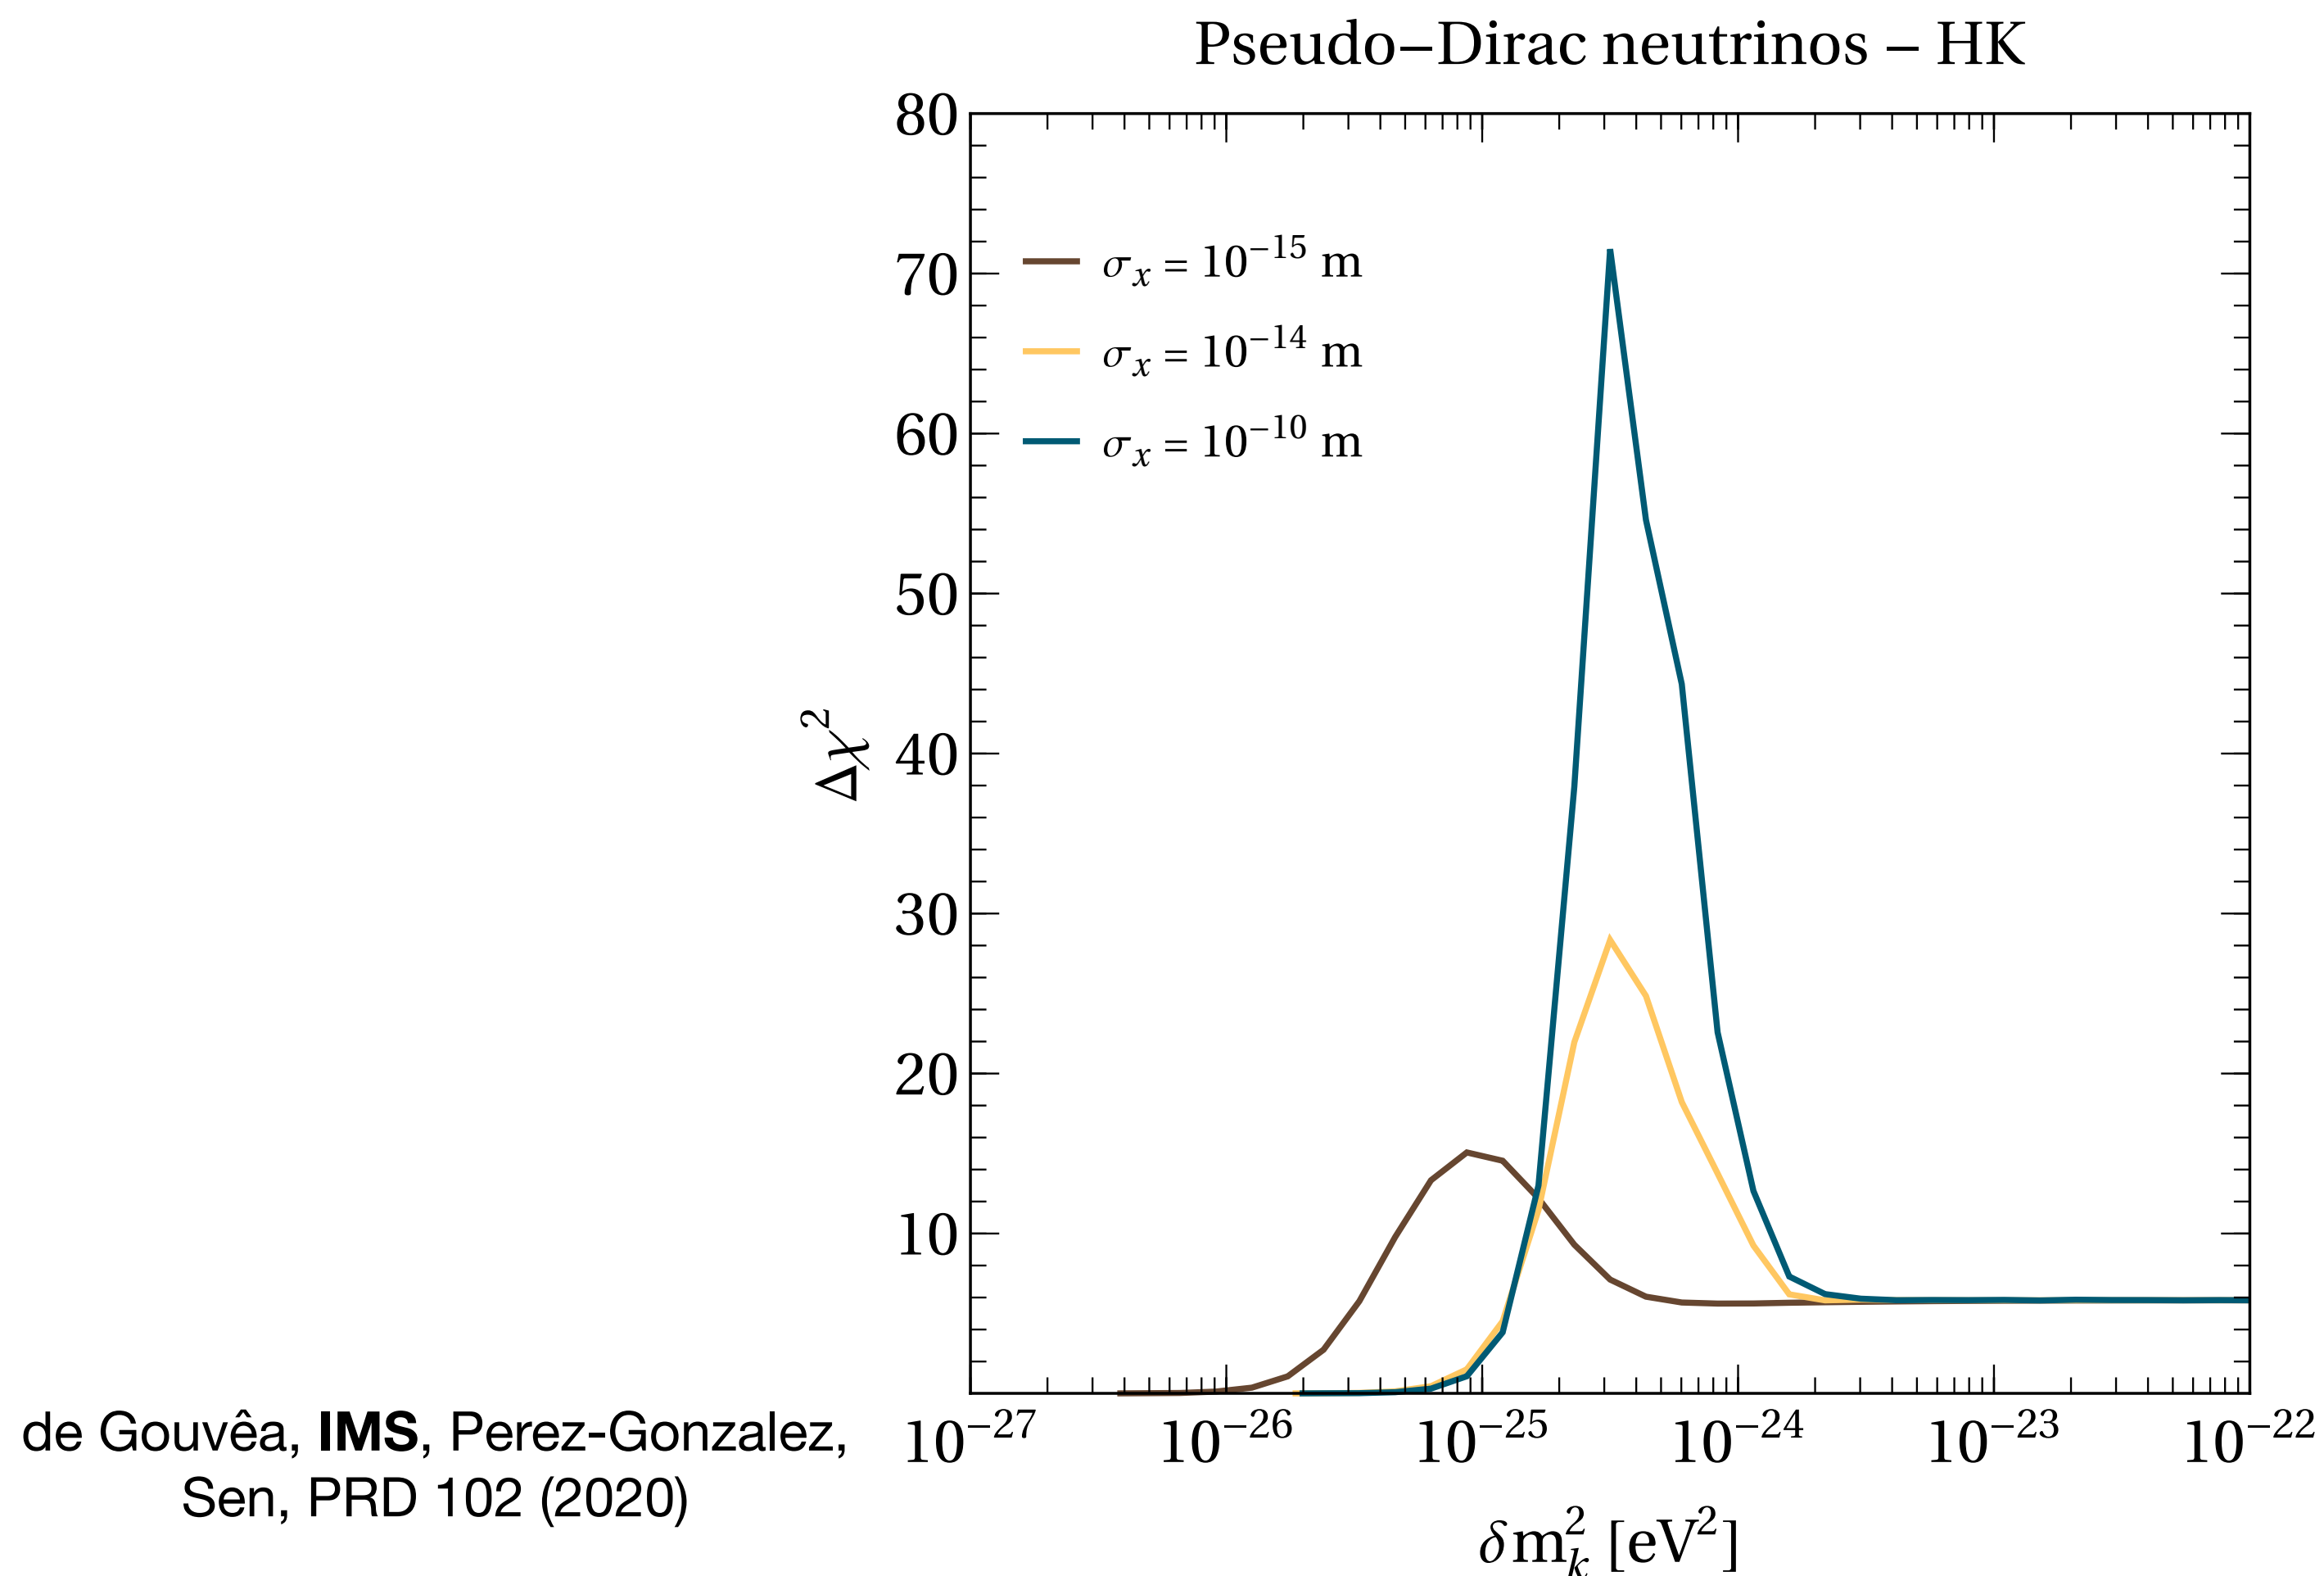 Pseudo−Dirac neutrinos − HK
80
70
60
50
40
30
20
10
Δχ²
σₓ = 10⁻¹⁵ m
σₓ = 10⁻¹⁴ m
σₓ = 10⁻¹⁰ m
10⁻²⁷ 10⁻²⁶ 10⁻²⁵ 10⁻²⁴ 10⁻²³ 10⁻²²
δm²ₖ [eV²]
de Gouvêa, IMS, Perez-Gonzalez,
Sen, PRD 102 (2020)